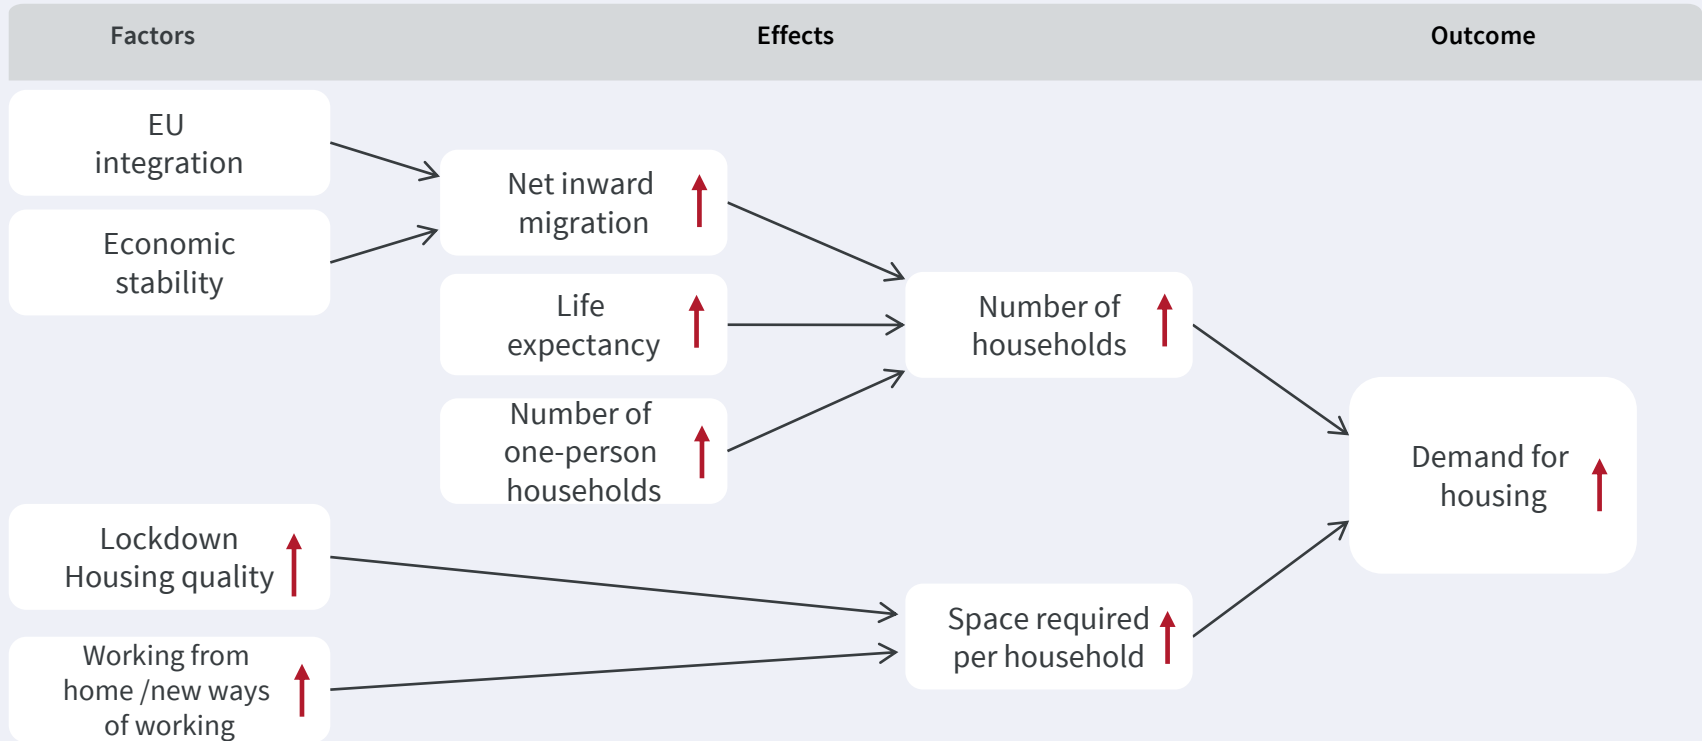 Factors
Effects
Outcome
EU
integration
Economic
stability
Net inward
migration
Life
expectancy
Number of
one-person
households
Number of
households
Lockdown
Housing quality
Working from
home /new ways
of working
Space required
per household
Demand for
housing